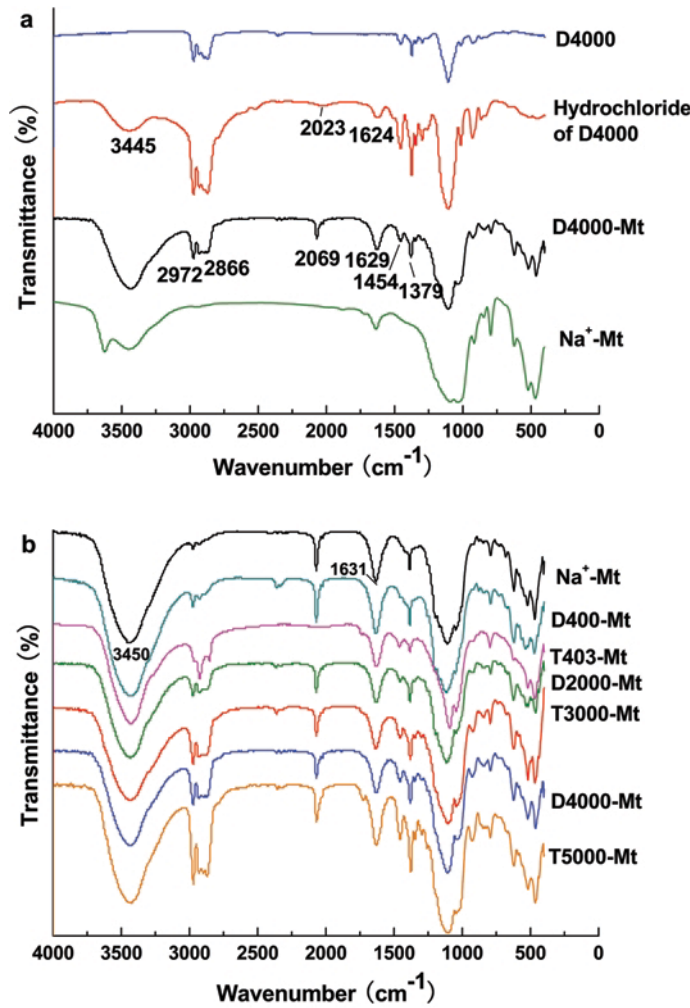 a
D4000
Hydrochloride
of D4000
3445
2023
1624
D4000-Mt
2972
2866
2069
1629
1454
1379
Na⁺-Mt
Transmittance (%)
4000 3500 3000 2500 2000 1500 1000 500 0
Wavenumber (cm⁻¹)
b
1631
Na⁺-Mt
D400-Mt
3450
T403-Mt
D2000-Mt
T3000-Mt
D4000-Mt
T5000-Mt
Transmittance (%)
4000 3500 3000 2500 2000 1500 1000 500 0
Wavenumber (cm⁻¹)